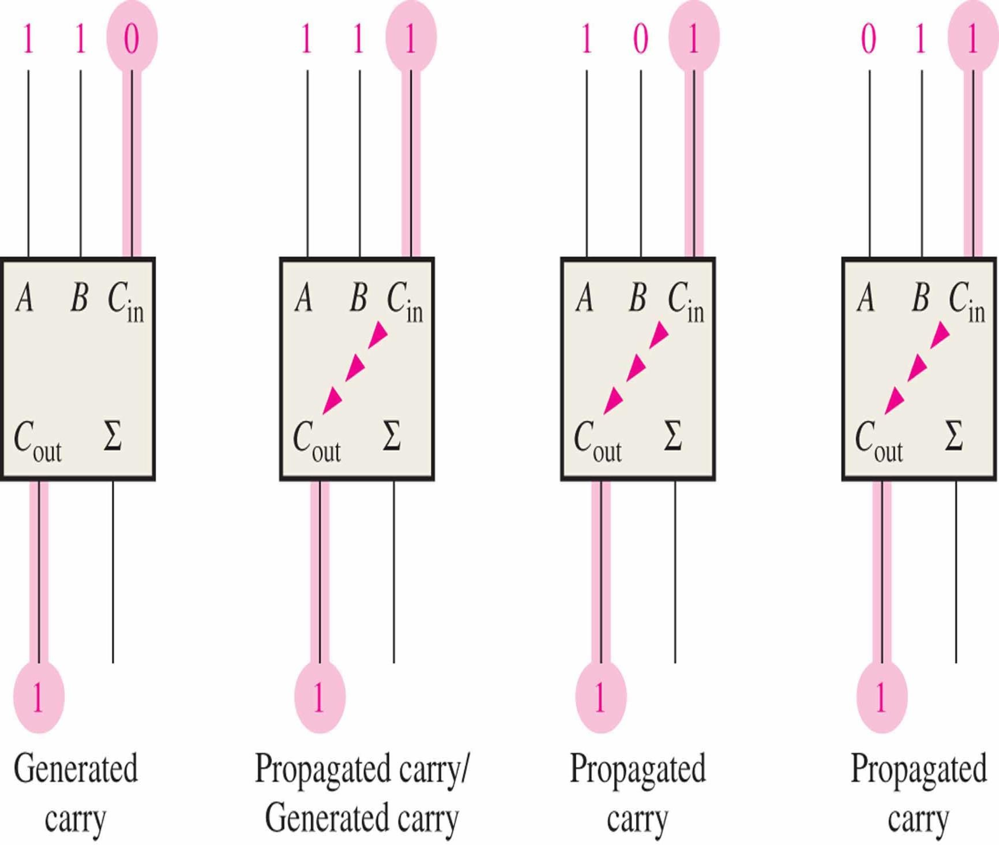 1 1 0 1 1 1 1 0 1 0 1 1
A B Cin A B Cin A B Cin A B Cin
Cout Σ Cout Σ Cout Σ Cout Σ
1 1 1 1
Generated carry
Propagated carry/
Generated carry
Propagated
carry
Propagated
carry